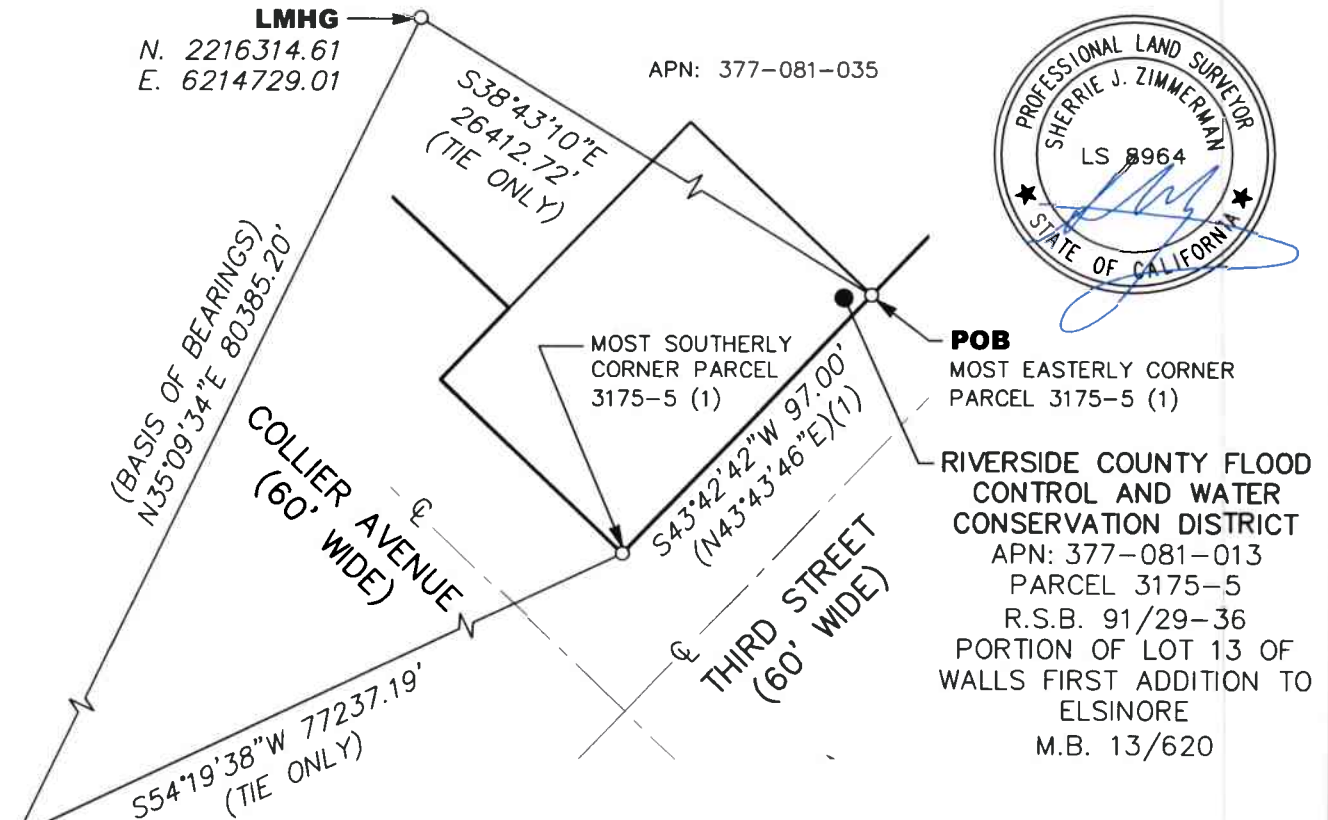 LMHG
N. 2216314.61
E. 6214729.01
S38°43'10"E
26412.72'
(TIE ONLY)
APN: 377-081-035
PROFESSIONAL LAND SURVEYOR
SHERRIE J. ZIMMERMAN
LS 8964
STATE OF CALIFORNIA
(BASIS OF BEARINGS)
N35°09'34"E 80385.20'
MOST SOUTHERLY
CORNER PARCEL
3175-5 (1)
POB
MOST EASTERLY CORNER
PARCEL 3175-5 (1)
S43°42'42"W 97.00'
(N43°43'46"E)(1)
COLLIER AVENUE
(60' WIDE)
℄
℄
THIRD STREET
(60' WIDE)
RIVERSIDE COUNTY FLOOD
CONTROL AND WATER
CONSERVATION DISTRICT
APN: 377-081-013
PARCEL 3175-5
R.S.B. 91/29-36
PORTION OF LOT 13 OF
WALLS FIRST ADDITION TO
ELSINORE
M.B. 13/620
S54°19'38"W 77237.19'
(TIE ONLY)